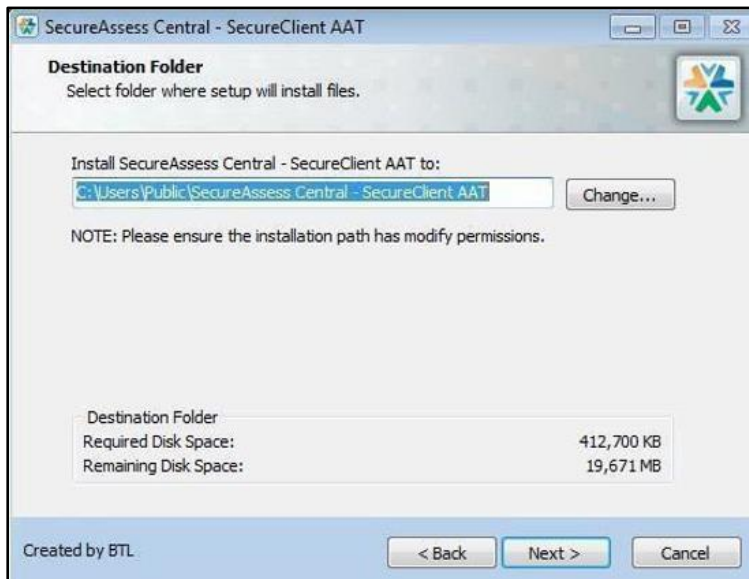 SecureAssess Central - SecureClient AAT
Destination Folder
Select folder where setup will install files.
Install SecureAssess Central - SecureClient AAT to:
C:\Users\Public\SecureAssess Central - SecureClient AAT
Change...
NOTE: Please ensure the installation path has modify permissions.
Destination Folder
Required Disk Space: 412,700 KB
Remaining Disk Space: 19,671 MB
Created by BTL
< Back Next > Cancel